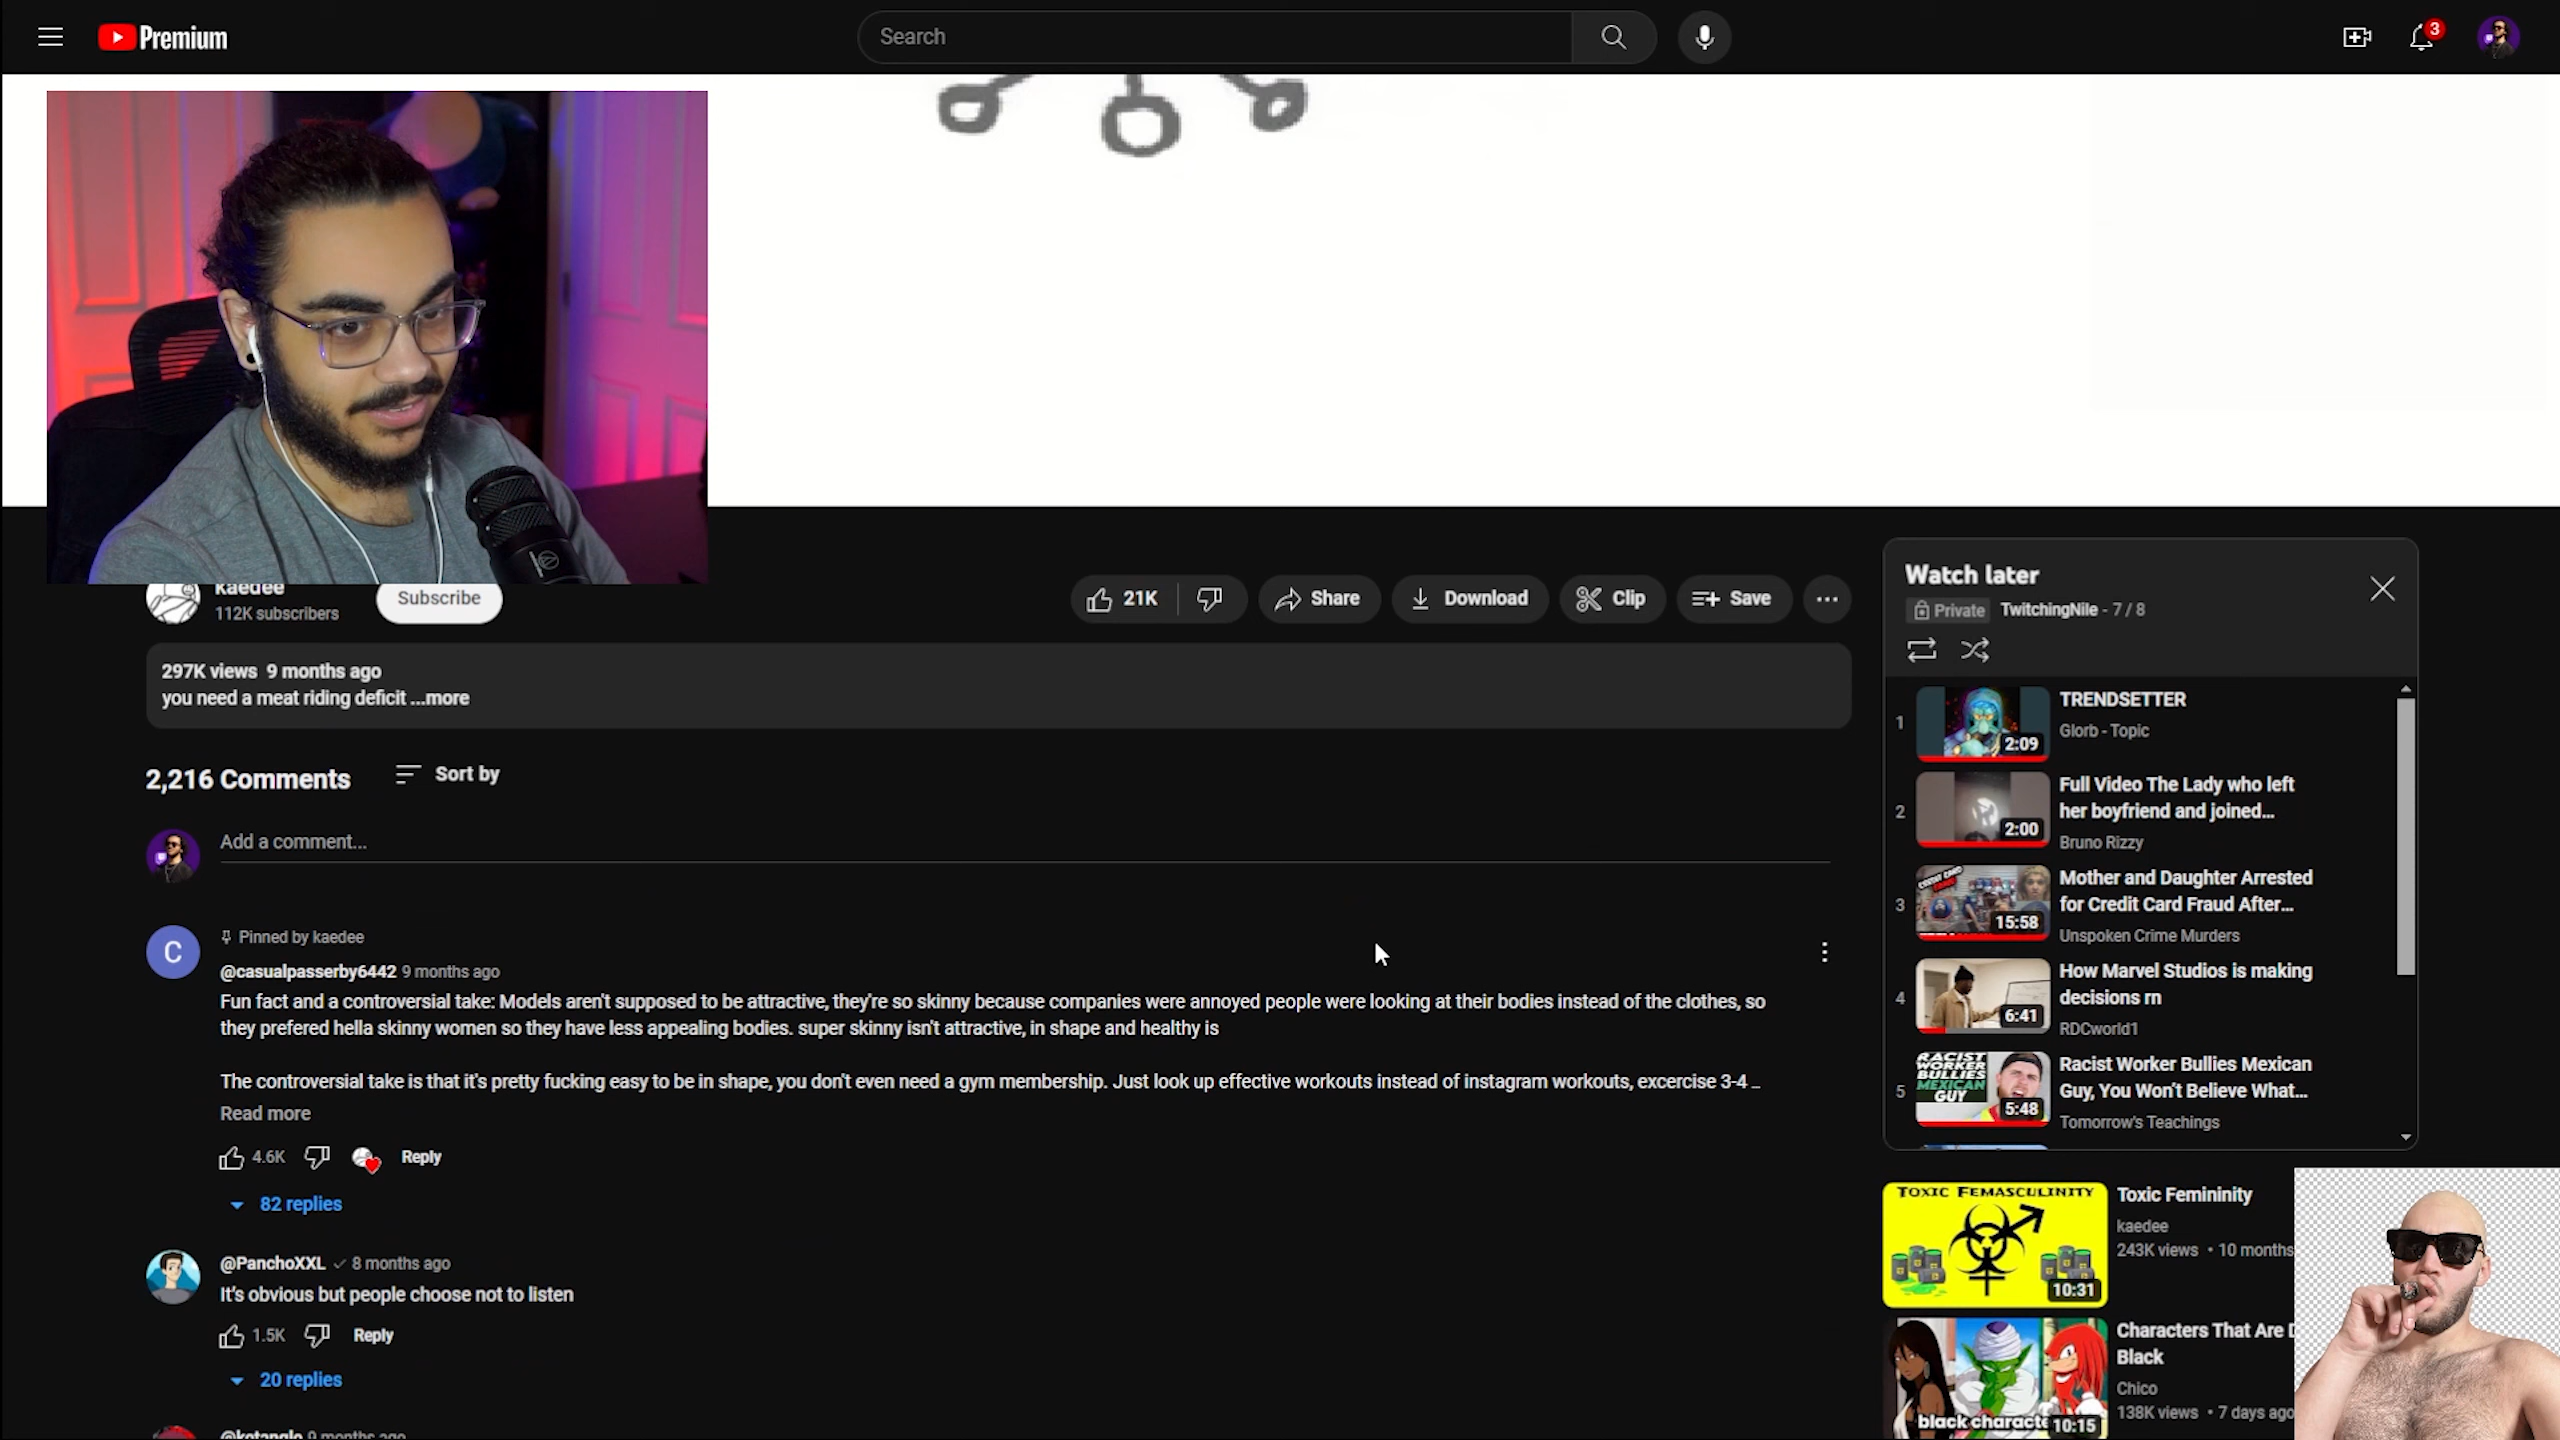 Premium
Search
3
kaedee
112K subscribers
Subscribe
21K
Share
Download
Clip
Save
297K views 9 months ago
you need a meat riding deficit ...more
2,216 Comments
Sort by
Add a comment...
C
Pinned by kaedee
@casualpasserby6442 9 months ago
Fun fact and a controversial take: Models aren't supposed to be attractive, they're so skinny because companies were annoyed people were looking at their bodies instead of the clothes, so
they prefered hella skinny women so they have less appealing bodies. super skinny isn't attractive, in shape and healthy is
The controversial take is that it's pretty fucking easy to be in shape, you don't even need a gym membership. Just look up effective workouts instead of instagram workouts, excercise 3-4 ...
Read more
4.6K
Reply
82 replies
@PanchoXXL 8 months ago
It's obvious but people choose not to listen
1.5K
Reply
20 replies
@kotangle 9 months ago
Watch later
Private TwitchingNile - 7 / 8
1
2:09
TRENDSETTER
Glorb - Topic
2
2:00
Full Video The Lady who left
her boyfriend and joined...
Bruno Rizzy
3
CREDIT CARD
15:58
Mother and Daughter Arrested
for Credit Card Fraud After...
Unspoken Crime Murders
4
6:41
How Marvel Studios is making
decisions rn
RDCworld1
5
RACIST
WORKER
BULLIES
MEXICAN
GUY
5:48
Racist Worker Bullies Mexican
Guy, You Won't Believe What...
Tomorrow's Teachings
TOXIC FEMASCULINITY
10:31
Toxic Femininity
kaedee
243K views • 10 months
black characte
10:15
Characters That Are
Black
Chico
138K views • 7 days ago